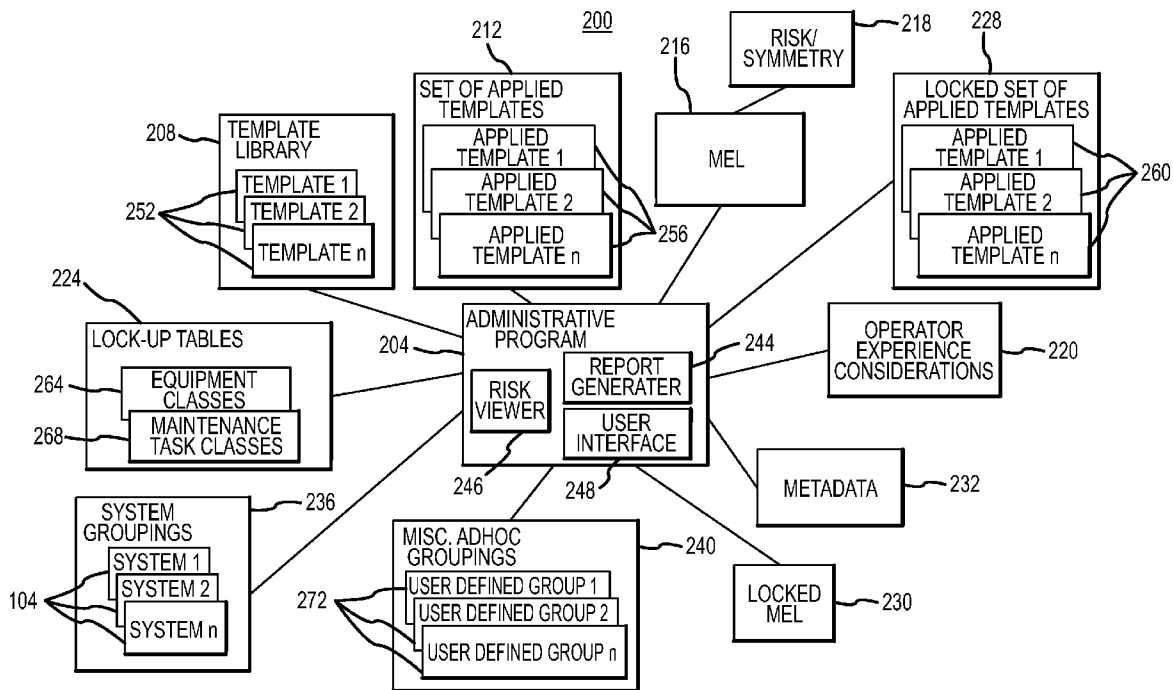 200
212
216
218
228
RISK/
SYMMETRY
SET OF APPLIED
TEMPLATES
APPLIED
TEMPLATE 1
APPLIED
TEMPLATE 2
APPLIED
TEMPLATE n
256
MEL
LOCKED SET OF
APPLIED TEMPLATES
APPLIED
TEMPLATE 1
APPLIED
TEMPLATE 2
APPLIED
TEMPLATE n
260
208
TEMPLATE
LIBRARY
TEMPLATE 1
TEMPLATE 2
TEMPLATE n
252
224
LOCK-UP TABLES
264
EQUIPMENT
CLASSES
268
MAINTENANCE
TASK CLASSES
204
ADMINISTRATIVE
PROGRAM
244
REPORT
GENERATER
RISK
VIEWER
USER
INTERFACE
246
248
OPERATOR
EXPERIENCE
CONSIDERATIONS
220
METADATA
232
236
SYSTEM
GROUPINGS
SYSTEM 1
SYSTEM 2
SYSTEM n
104
MISC. ADHOC
GROUPINGS
240
USER DEFINED GROUP 1
USER DEFINED GROUP 2
USER DEFINED GROUP n
272
LOCKED
MEL
230